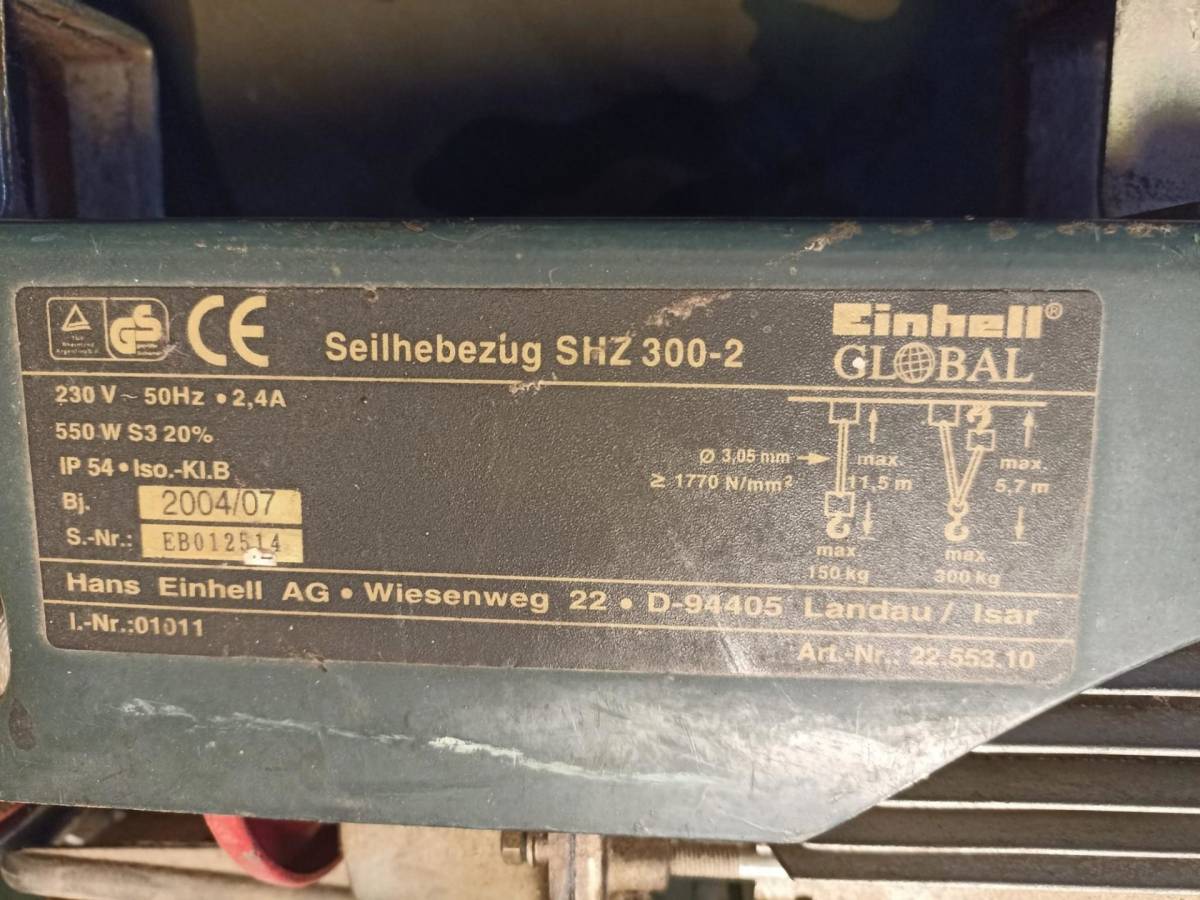 GS
CE
Seilhebezug SHZ 300-2
Einhell®
GLOBAL
230 V ~ 50Hz • 2,4A
550 W S3 20%
IP 54 • Iso.-Kl.B
Bj. 2004/07
S.-Nr.: EB012514
Ø 3,05 mm
≥ 1770 N/mm²
max.
11,5 m
max.
150 kg
max.
5,7 m
max.
300 kg
Hans Einhell AG • Wiesenweg 22 • D-94405 Landau / Isar
I.-Nr.:01011
Art.-Nr.: 22.553.10